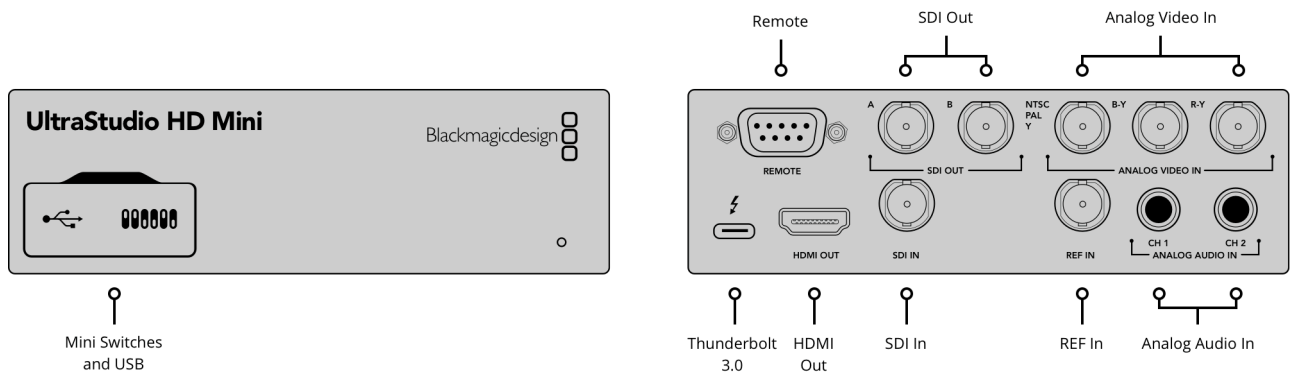 Remote
SDI Out
Analog Video In
UltraStudio HD Mini
Blackmagicdesign
A
B
NTSC
PAL
Y
B-Y
R-Y
REMOTE
SDI OUT
ANALOG VIDEO IN
HDMI OUT
SDI IN
REF IN
CH 1
CH 2
ANALOG AUDIO IN
Mini Switches
and USB
Thunderbolt
3.0
HDMI
Out
SDI In
REF In
Analog Audio In